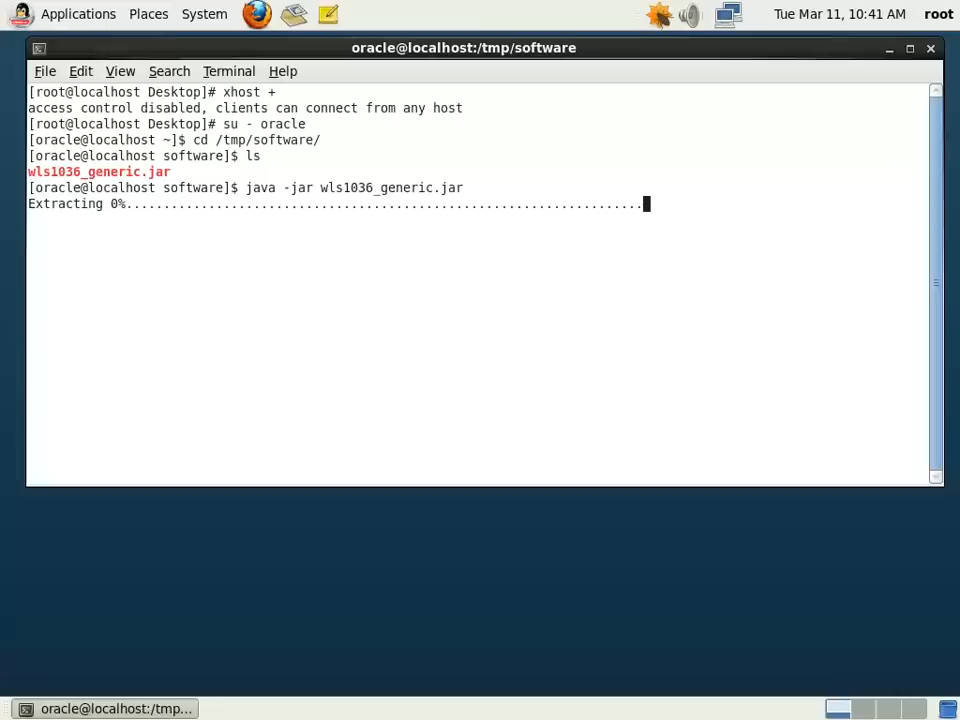 Applications Places System Tue Mar 11, 10:41 AM root
oracle@localhost:/tmp/software
File Edit View Search Terminal Help
[root@localhost Desktop]# xhost +
access control disabled, clients can connect from any host
[root@localhost Desktop]# su - oracle
[oracle@localhost ~]$ cd /tmp/software/
[oracle@localhost software]$ ls
wls1036_generic.jar
[oracle@localhost software]$ java -jar wls1036_generic.jar
Extracting 0%.....................................................................
oracle@localhost:/tmp...